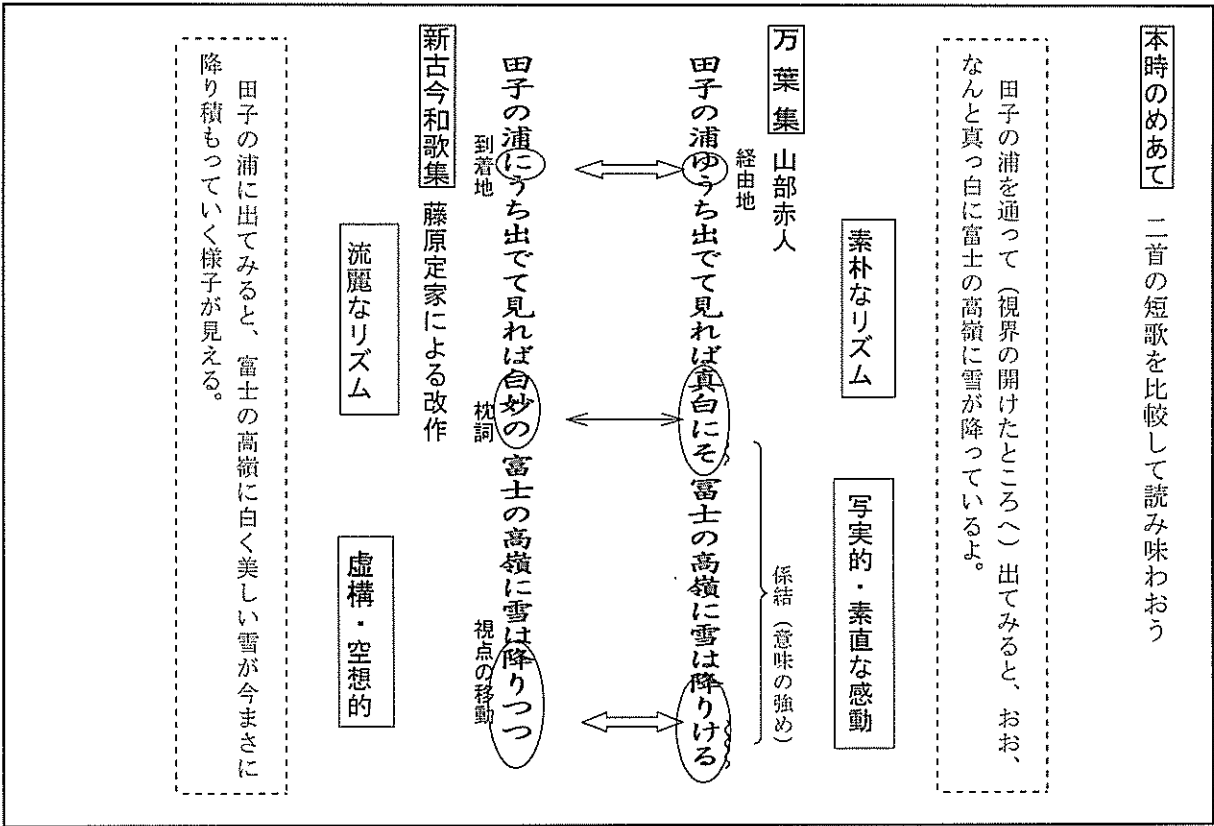 本時のめあて 二首の短歌を比較して読み味わおう
田子の浦を通って（視界の開けたところへ）出てみると、おお、
なんと真っ白に富士の高嶺に雪が降っているよ。
素朴なリズム
写実的・素直な感動
万葉集 山部赤人
経由地
係結（意味の強め）
田子の浦ゆうち出でて見れば真白にそ富士の高嶺に雪は降りける
田子の浦にうち出でて見れば白妙の富士の高嶺に雪は降りつつ
到着地
枕詞
視点の移動
新古今和歌集 藤原定家による改作
流麗なリズム
虚構・空想的
田子の浦に出てみると、富士の高嶺に白く美しい雪が今まさに
降り積もっていく様子が見える。